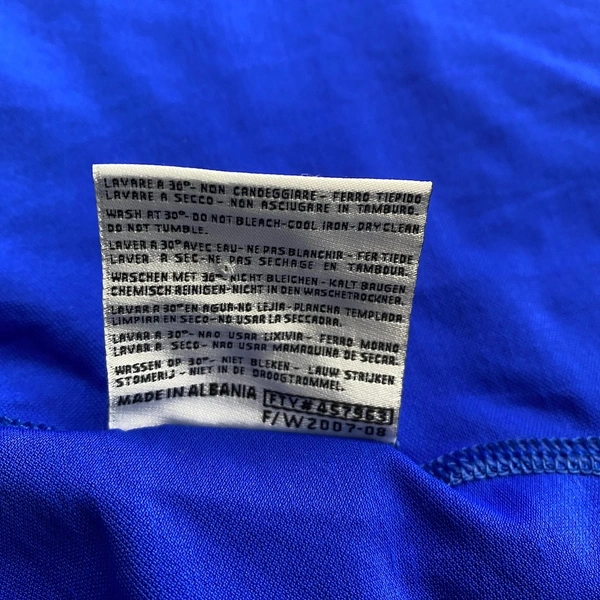 LAVARE A 30°- NON CANDEGGIARE - FERRO TIEPIDO
LAVARE A SECCO - NON ASCIUGARE IN TAMBURO.
WASH AT 30°- DO NOT BLEACH-COOL IRON-DRY CLEAN
DO NOT TUMBLE.
LAVER A 30° AVEC EAU-NE PAS BLANCHIR - FER TIEDE
LAVER A SEC-NE PAS SECHAGE EN TAMBOUR.
WASCHEN MET 30°- NICHT BLEICHEN - KALT BAUGEN
CHEMISCH REINIGEN-NICHT IN DEN WASCHETROCKNER.
LAVAR A 30° EN AGUA-NO LEJIA-PLANCHA TEMPLADA
LIMPIAR EN SECO-NO USAR LA SECCADORA.
LAVAR A 30°- NAO USAR LIXIVIA - FERRO MORNO
LAVAR A SECO-NAO USAR MAMAQUINA DE SECAR
WASSEN OP 30°- NIET BLEKEN - LAUW STRIJKEN
STOMERIJ - NIET IN DE DROOGTROMMEL.
MADE IN ALBANIA FTY# 457963
F/W 2007-08